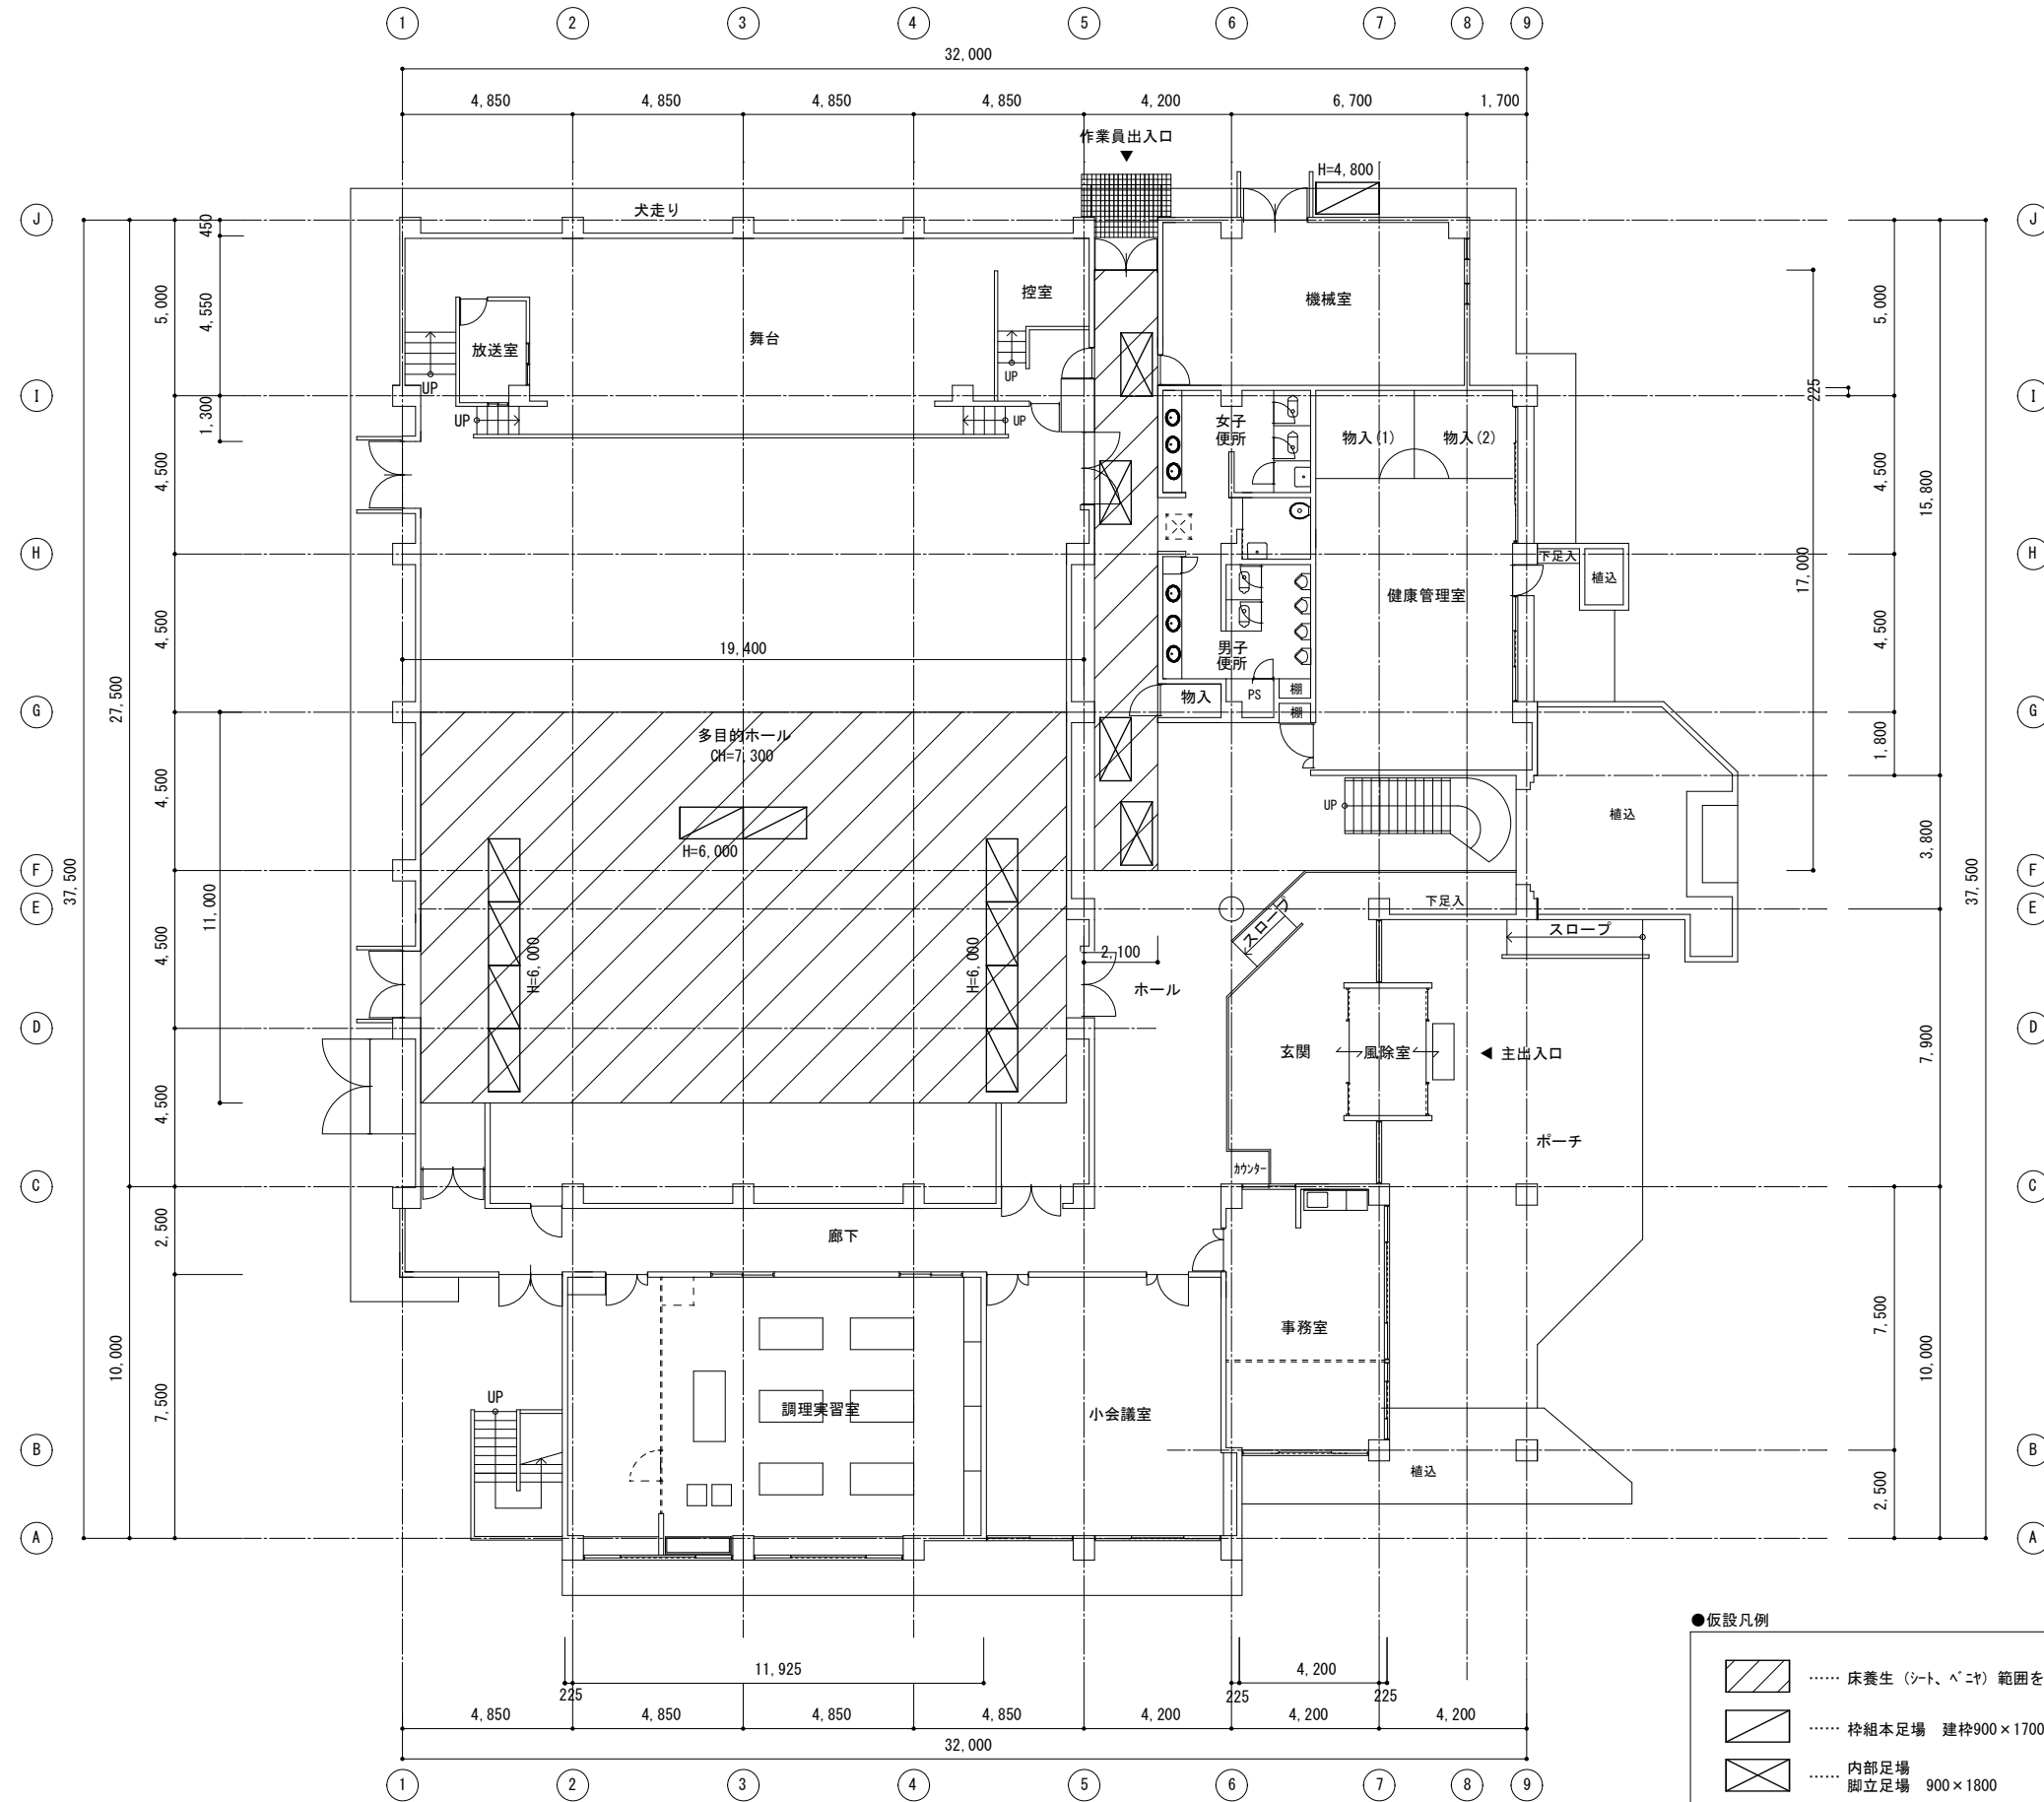 1 2 3 4 5 6 7 8 9
32,000
4,850 4,850 4,850 4,850 4,200 6,700 1,700
作業員出入口
▼
H=4,800
犬走り
J J
450
控室
機械室
5,000 4,550 5,000
舞台
放送室
UP UP
225
I I
UP UP
女子
便所
物入(1) 物入(2)
1,300
4,500 4,500
15,800
H H
下足入
植込
17,000
健康管理室
4,500 4,500
19,400
男子
便所
27,500
物入 PS 棚
棚
G G
多目的ホール
CH=7,300
1,800
4,500
UP
植込
H=6,000
3,800
F F
37,500 11,000 37,500
下足入
E E
スロープ
スロープ
4,500
H=6,000 H=6,000
2,100
ホール
D D
玄関 風除室 ◀ 主出入口
7,900
4,500
ポーチ
カウンター
C C
2,500
廊下
事務室
7,500
10,000 10,000
7,500
UP
調理実習室 小会議室
B B
植込
2,500
A A
●仮設凡例
11,925 4,200
225 225 225
…… 床養生（シート、ベニヤ）範囲を
4,850 4,850 4,850 4,850 4,200 4,200 4,200
…… 枠組本足場　建枠900×1700
32,000
内部足場
…… 脚立足場　900×1800
1 2 3 4 5 6 7 8 9